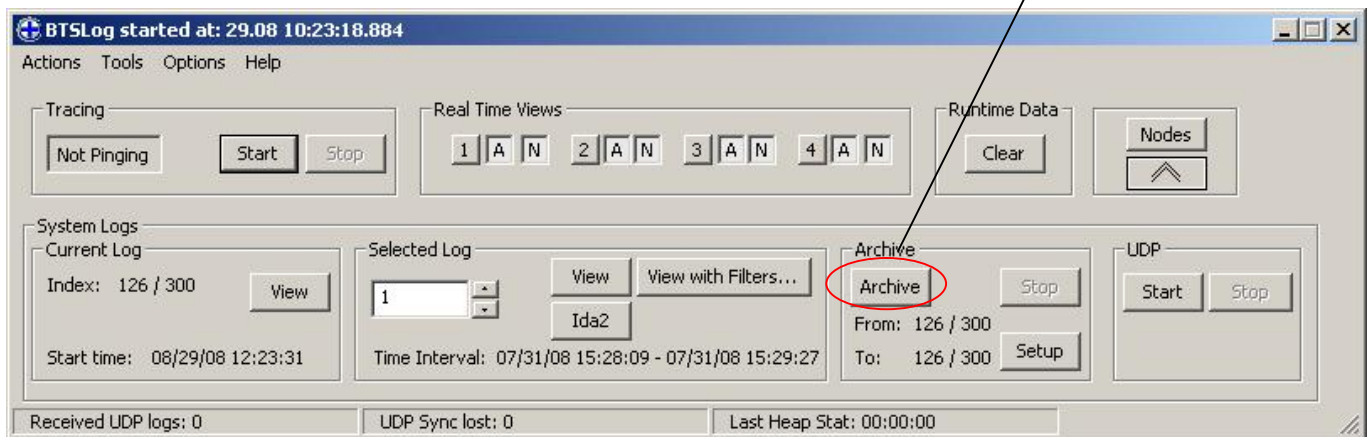 BTSLog started at: 29.08 10:23:18.884
Actions Tools Options Help
Tracing Real Time Views Runtime Data
Not Pinging Start Stop 1 A N 2 A N 3 A N 4 A N Clear Nodes
System Logs
Current Log Selected Log Archive UDP
Index: 126 / 300 View 1 View View with Filters... Archive Stop Start Stop
Ida2 From: 126 / 300
Start time: 08/29/08 12:23:31 Time Interval: 07/31/08 15:28:09 - 07/31/08 15:29:27 To: 126 / 300 Setup
Received UDP logs: 0 UDP Sync lost: 0 Last Heap Stat: 00:00:00